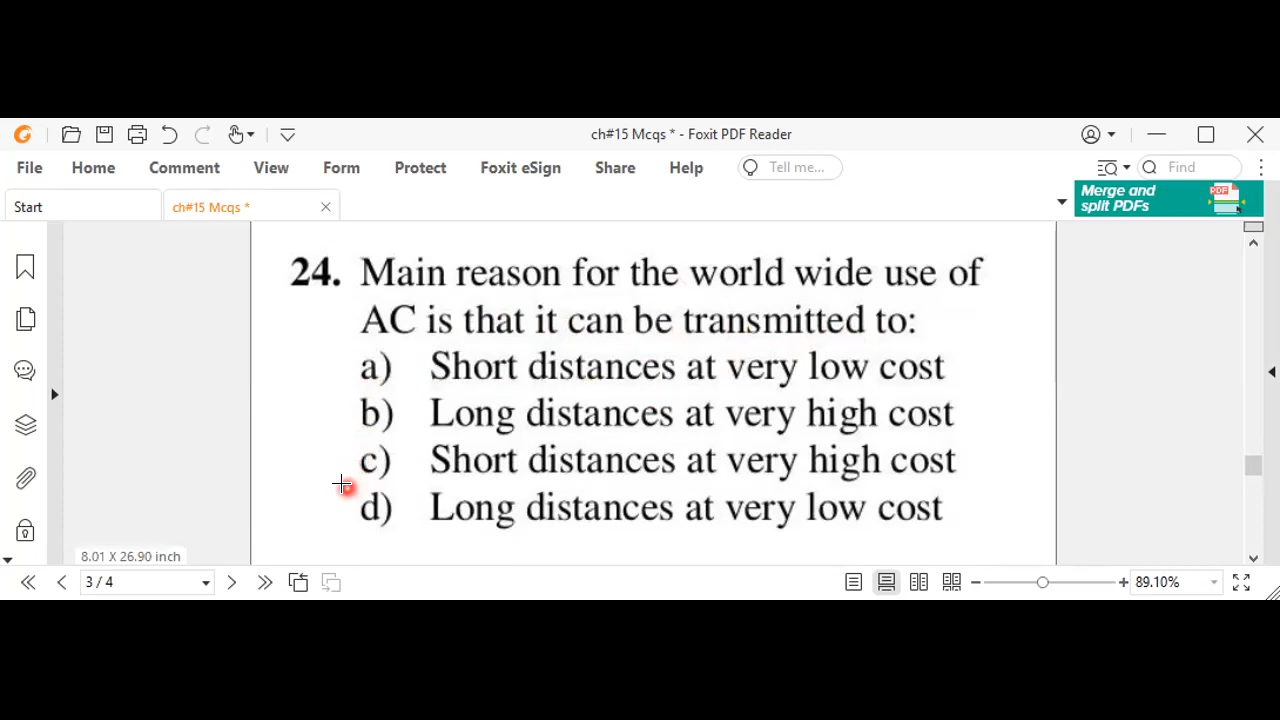 ch#15 Mcqs * - Foxit PDF Reader
File Home Comment View Form Protect Foxit eSign Share Help Tell me... Find
Start ch#15 Mcqs *
Merge and
split PDFs
PDF
24. Main reason for the world wide use of
AC is that it can be transmitted to:
a) Short distances at very low cost
b) Long distances at very high cost
c) Short distances at very high cost
d) Long distances at very low cost
8.01 X 26.90 inch
3 / 4 89.10%